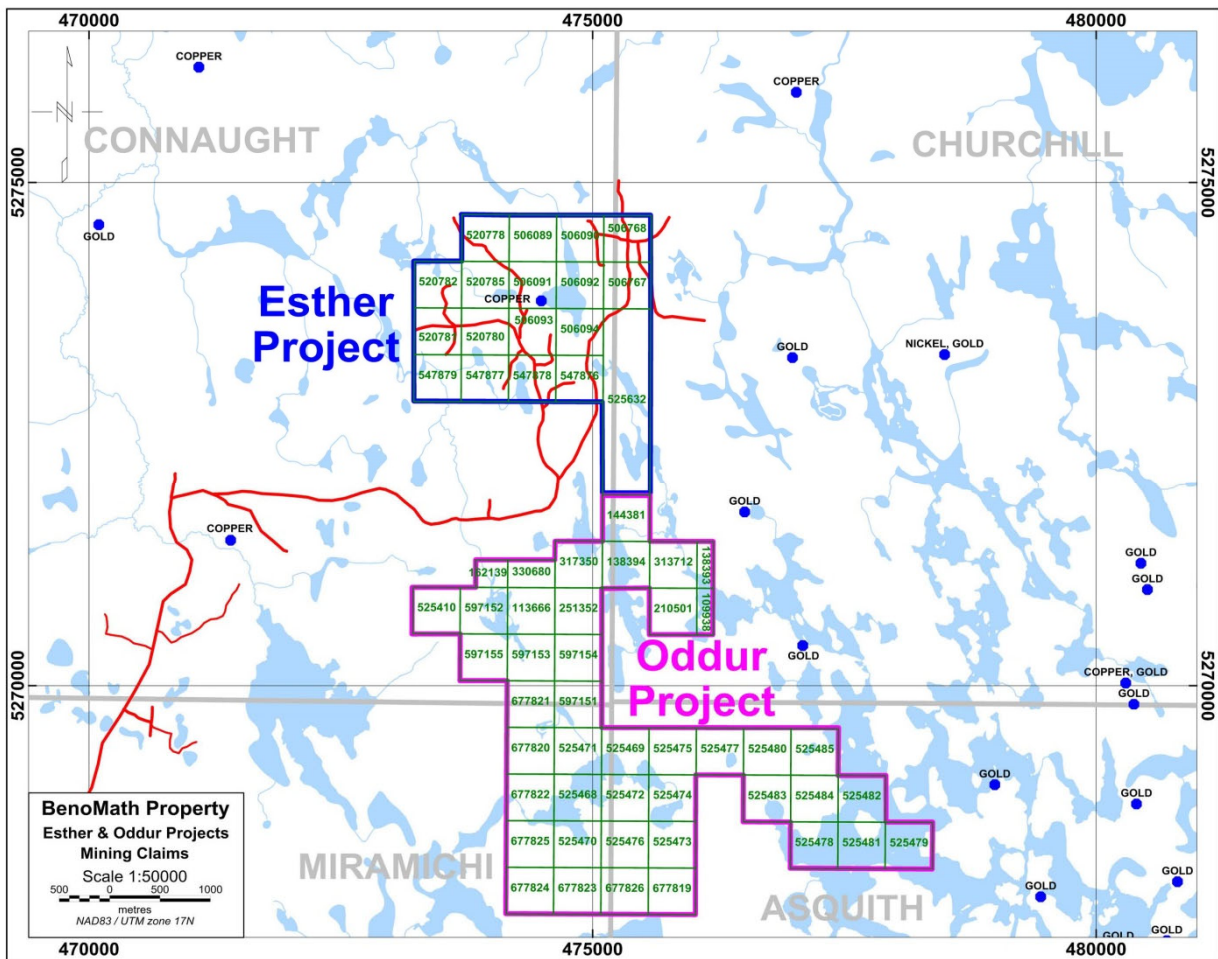 470000
475000
480000
COPPER
COPPER
CONNAUGHT
CHURCHILL
N
5275000
5275000
GOLD
Esther
Project
520778
506089
506090
506768
520782
520785
506091
506092
506767
COPPER
506093
506094
520781
520780
547879
547877
547878
547876
525632
GOLD
NICKEL, GOLD
GOLD
COPPER
144381
GOLD
GOLD
162139
330680
317350
138394
313712
138393
525410
597152
113666
251352
210501
109938
597155
597153
597154
Oddur
Project
GOLD
COPPER, GOLD
GOLD
5270000
5270000
677821
597151
677820
525471
525469
525475
525477
525480
525485
677822
525468
525472
525474
525483
525484
525482
GOLD
GOLD
677825
525470
525476
525473
525478
525481
525479
677824
677823
677826
677819
MIRAMICHI
ASQUITH
GOLD
GOLD
GOLD
GOLD
BenoMath Property
Esther & Oddur Projects
Mining Claims
Scale 1:50000
500
0
500
1000
metres
NAD83 / UTM zone 17N
470000
475000
480000